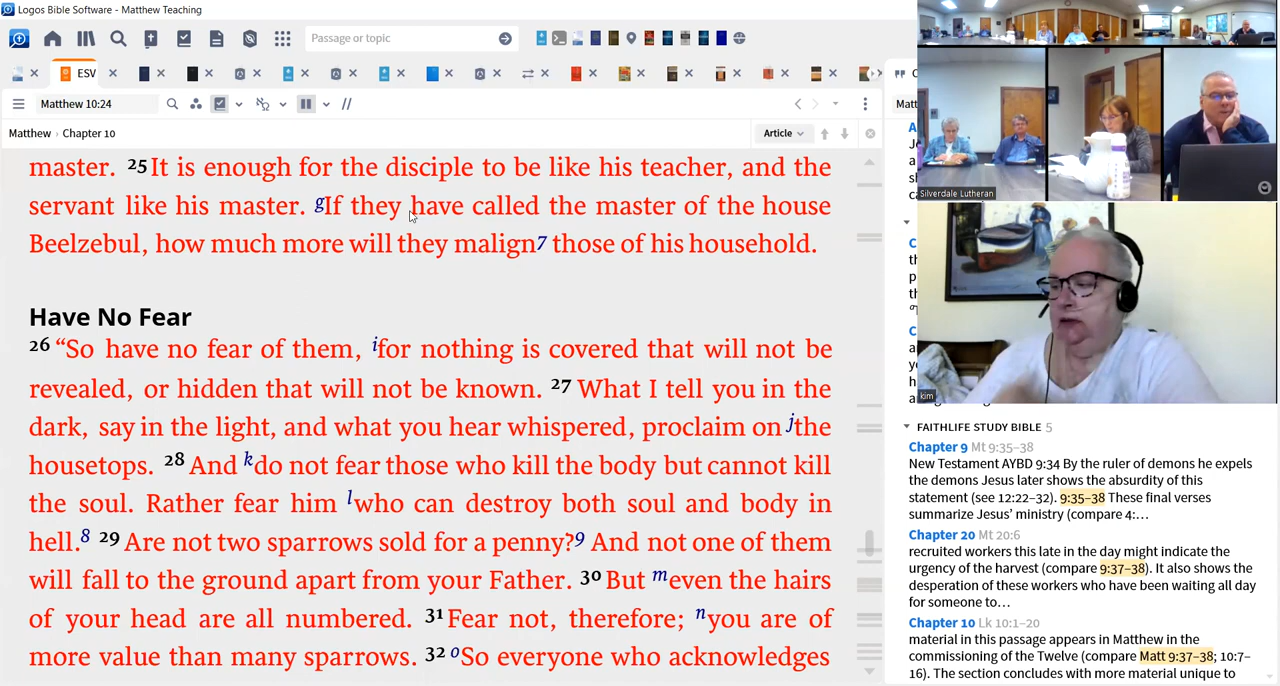 Logos Bible Software - Matthew Teaching
Passage or topic
ESV
Matthew 10:24
Matthew › Chapter 10
Article
master. 25 It is enough for the disciple to be like his teacher, and the
servant like his master. gIf they have called the master of the house
Beelzebul, how much more will they malign7 those of his household.
Have No Fear
26 “So have no fear of them, ifor nothing is covered that will not be
revealed, or hidden that will not be known. 27 What I tell you in the
dark, say in the light, and what you hear whispered, proclaim on jthe
housetops. 28 And kdo not fear those who kill the body but cannot kill
the soul. Rather fear him lwho can destroy both soul and body in
hell.8 29 Are not two sparrows sold for a penny?9 And not one of them
will fall to the ground apart from your Father. 30 But meven the hairs
of your head are all numbered. 31 Fear not, therefore; nyou are of
more value than many sparrows. 32 oSo everyone who acknowledges
Silverdale Lutheran
kim
FAITHLIFE STUDY BIBLE 5
Chapter 9 Mt 9:35–38
New Testament AYBD 9:34 By the ruler of demons he expels
the demons Jesus later shows the absurdity of this
statement (see 12:22–32). 9:35–38 These final verses
summarize Jesus’ ministry (compare 4:…
Chapter 20 Mt 20:6
recruited workers this late in the day might indicate the
urgency of the harvest (compare 9:37–38). It also shows the
desperation of these workers who have been waiting all day
for someone to…
Chapter 10 Lk 10:1–20
material in this passage appears in Matthew in the
commissioning of the Twelve (compare Matt 9:37–38; 10:7–
16). The section concludes with more material unique to